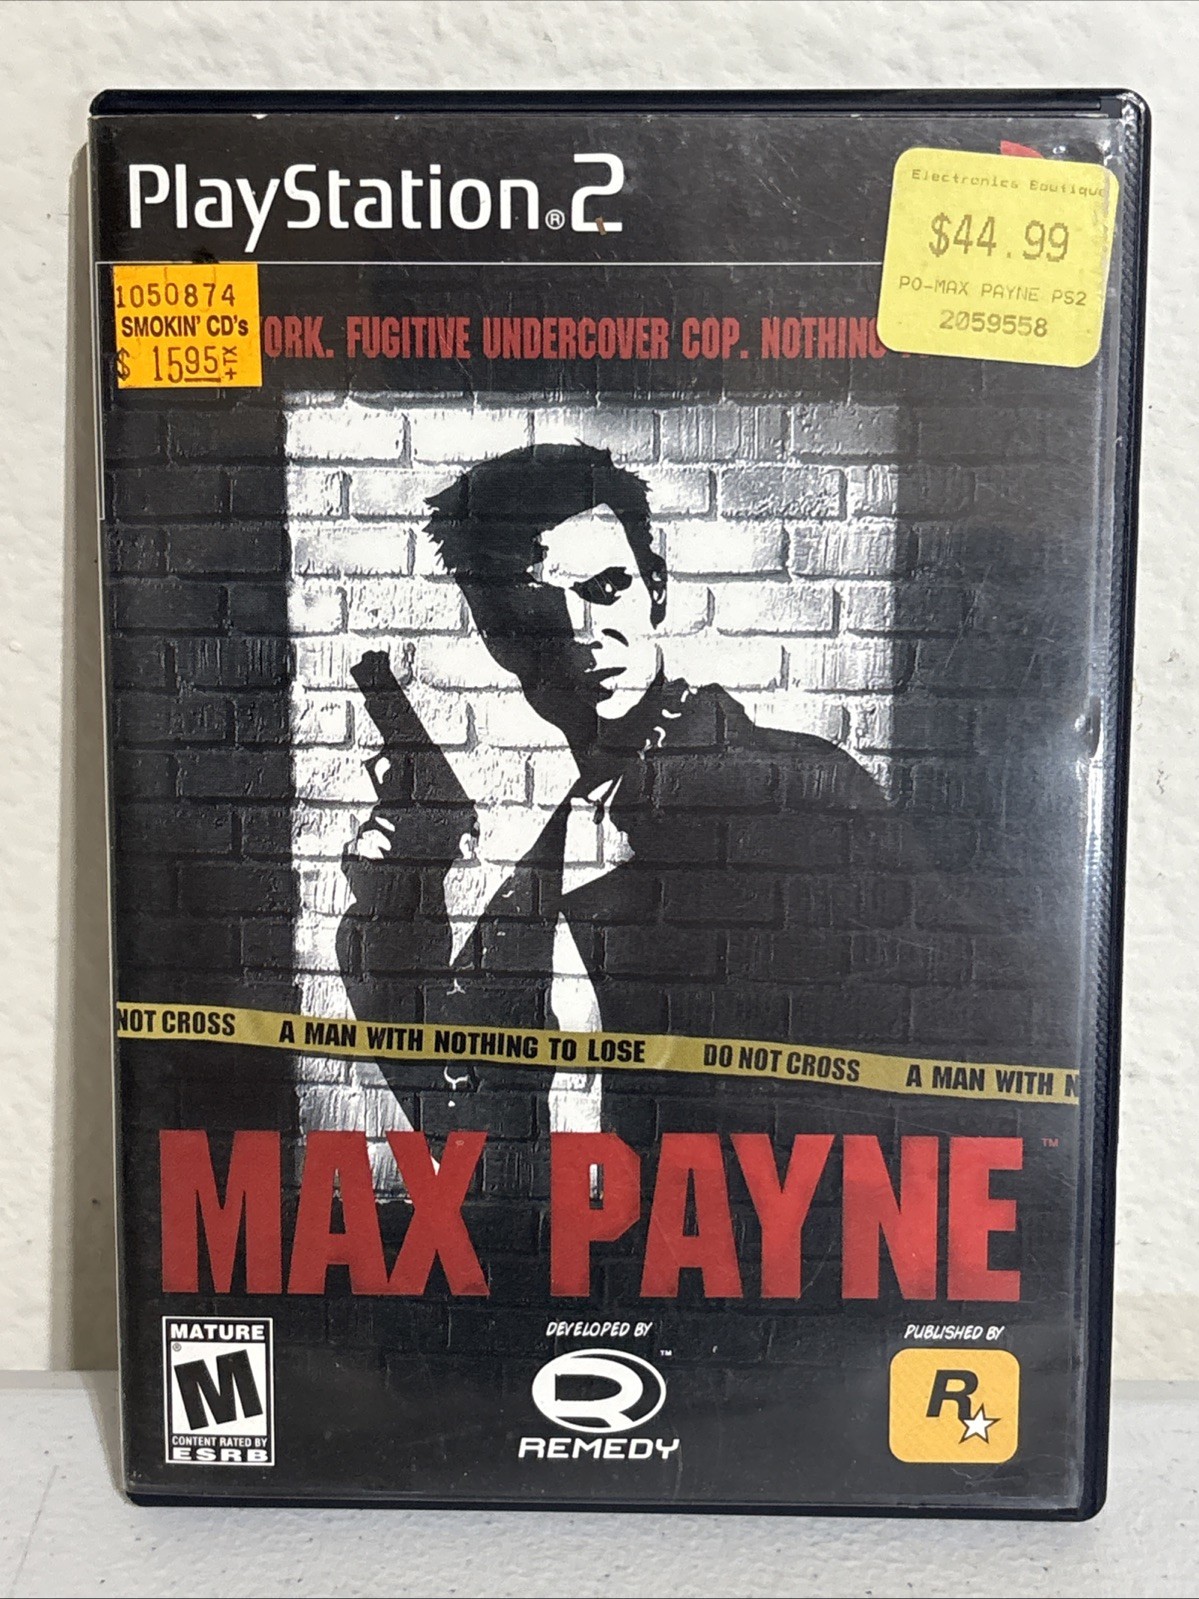 PlayStation®2
Electronics Boutique
$44.99
PO-MAX PAYNE PS2
2059558
1050874
SMOKIN' CD's
$ 1595 +TX
ORK. FUGITIVE UNDERCOVER COP. NOTHING
NOT CROSS A MAN WITH NOTHING TO LOSE DO NOT CROSS A MAN WITH N
MAX PAYNE™
MATURE
M®
CONTENT RATED BY
ESRB
DEVELOPED BY
R™
REMEDY
PUBLISHED BY
R